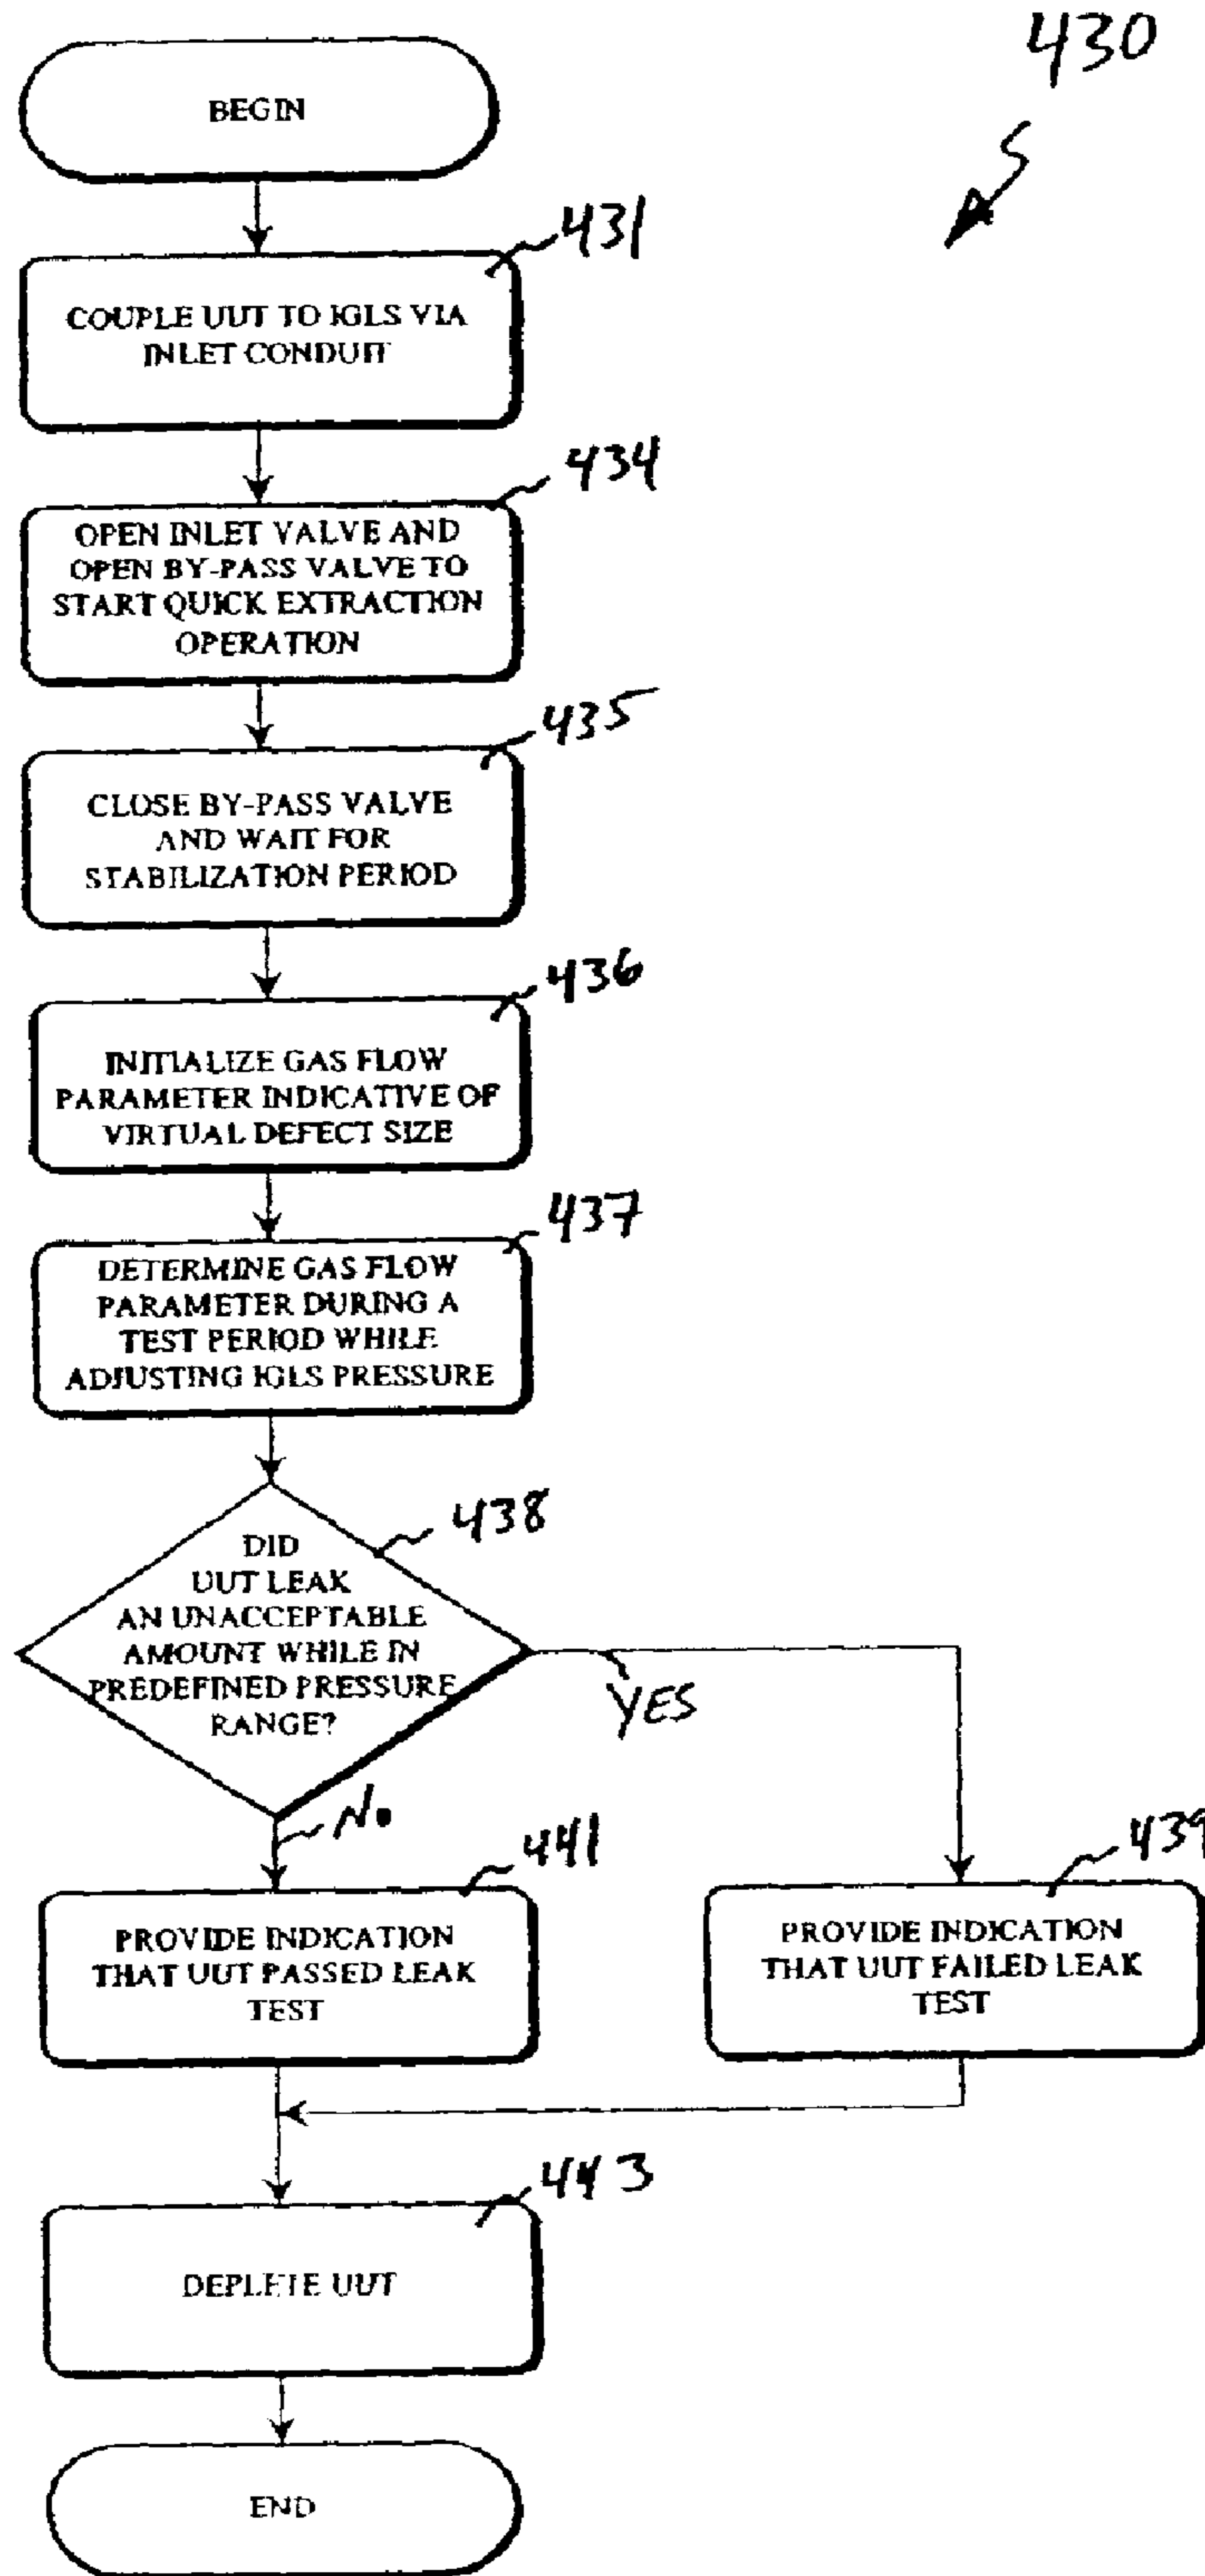 430
BEGIN
431
COUPLE UUT TO IGLS VIA
INLET CONDUIT
434
OPEN INLET VALVE AND
OPEN BY-PASS VALVE TO
START QUICK EXTRACTION
OPERATION
435
CLOSE BY-PASS VALVE
AND WAIT FOR
STABILIZATION PERIOD
436
INITIALIZE GAS FLOW
PARAMETER INDICATIVE OF
VIRTUAL DEFECT SIZE
437
DETERMINE GAS FLOW
PARAMETER DURING A
TEST PERIOD WHILE
ADJUSTING IGLS PRESSURE
438
DID
UUT LEAK
AN UNACCEPTABLE
AMOUNT WHILE IN
PREDEFINED PRESSURE
RANGE?
YES
No
441
PROVIDE INDICATION
THAT UUT PASSED LEAK
TEST
439
PROVIDE INDICATION
THAT UUT FAILED LEAK
TEST
443
DEPLETE UUT
END